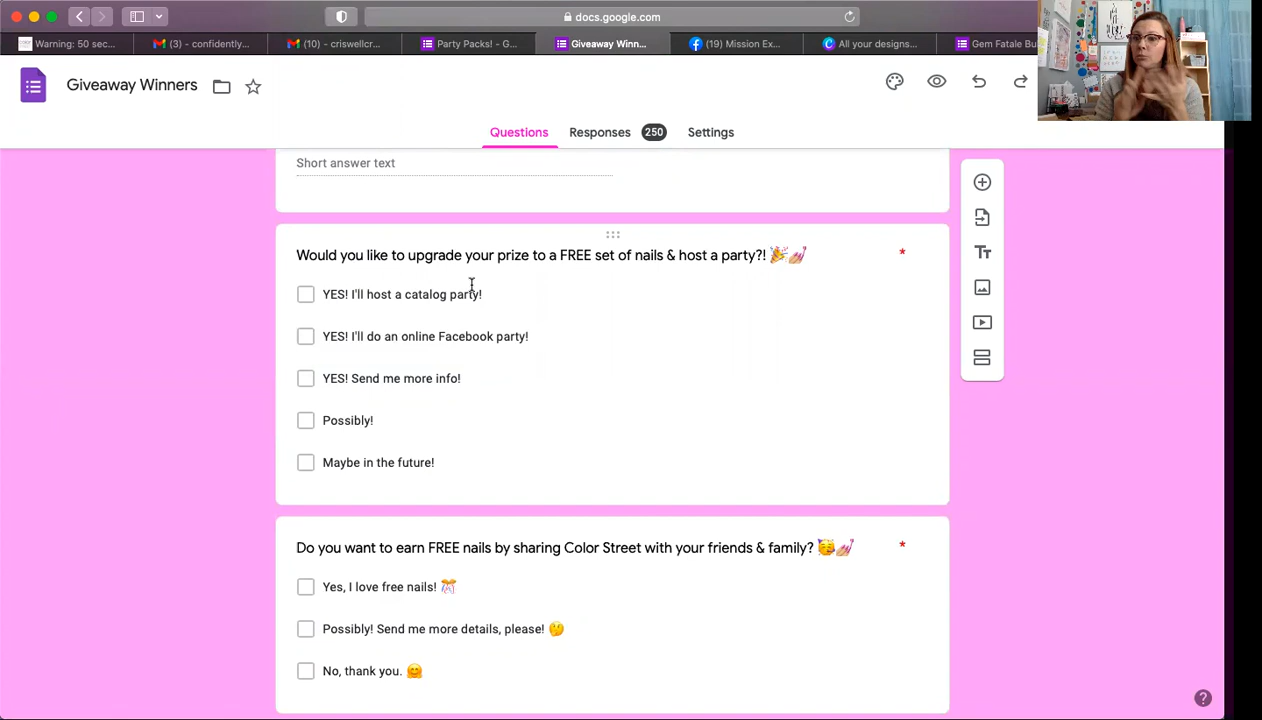 docs.google.com
Warning: 50 sec...
(3) - confidently...
(10) - criswellcr...
Party Packs! - G...
Giveaway Winn...
(19) Mission Ex...
All your designs...
Gem Fatale Bu
Giveaway Winners
Questions
Responses 250
Settings
Short answer text
Would you like to upgrade your prize to a FREE set of nails & host a party?! 🎉💅 *
YES! I'll host a catalog party!
YES! I'll do an online Facebook party!
YES! Send me more info!
Possibly!
Maybe in the future!
Do you want to earn FREE nails by sharing Color Street with your friends & family? 🥳💅 *
Yes, I love free nails! 🎊
Possibly! Send me more details, please! 🤔
No, thank you. 🤗